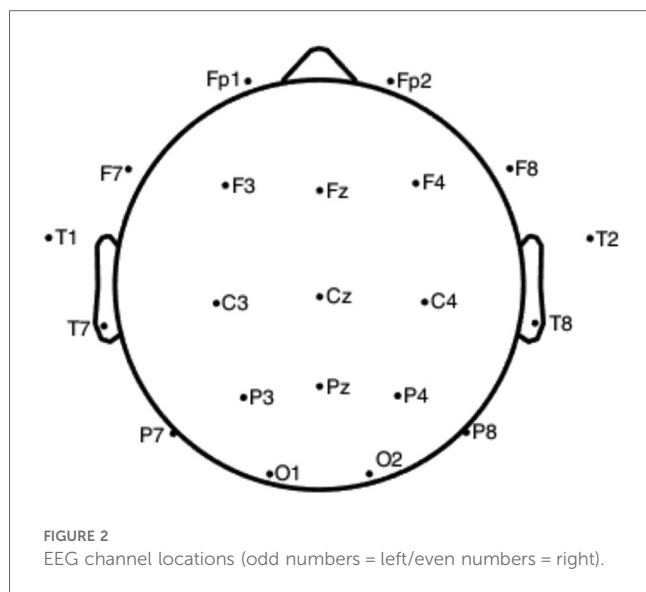 Fp1 Fp2
F7 F8
F3 Fz F4
T1 T2
C3 Cz C4
T7 T8
P3 Pz P4
P7 P8
O1 O2
FIGURE 2
EEG channel locations (odd numbers = left/even numbers = right).